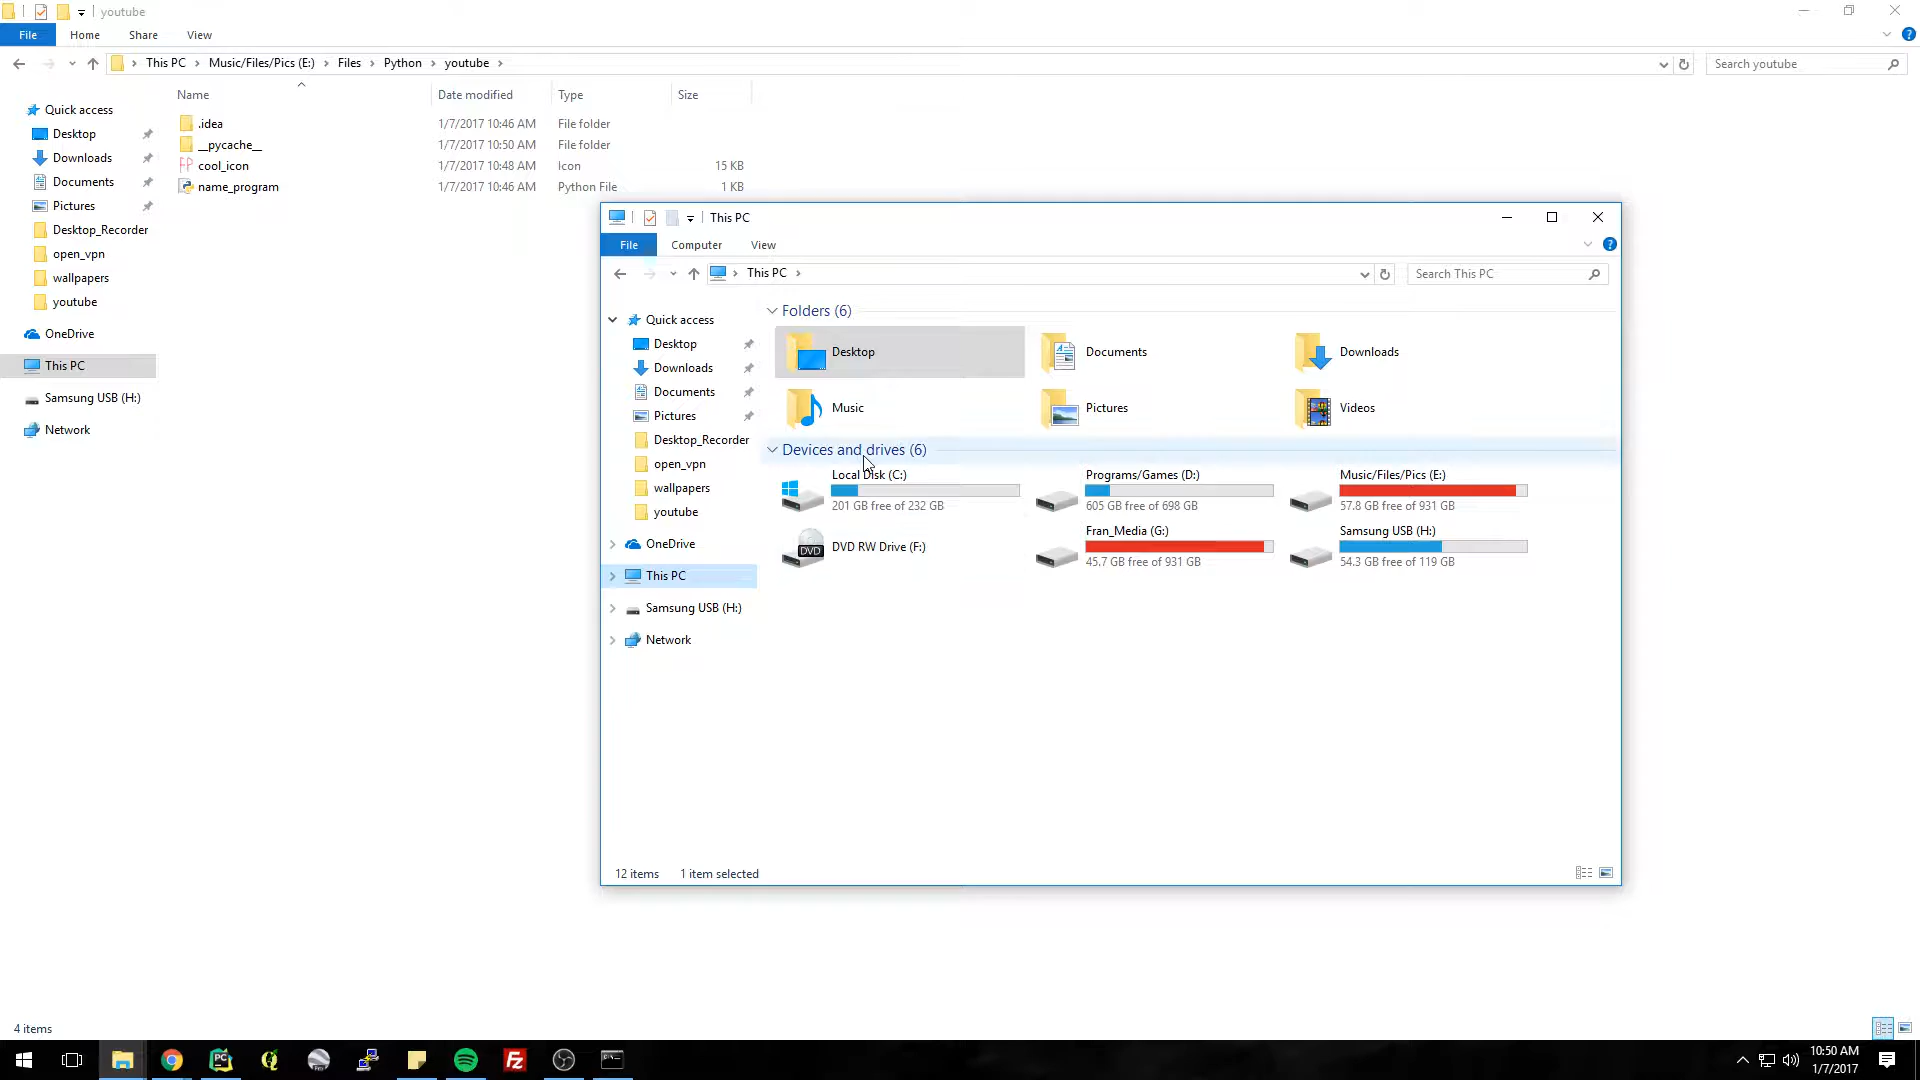 youtube
File Home Share View
This PC Music/Files/Pics (E:) Files Python youtube
Search youtube
Name Date modified Type Size
.idea 1/7/2017 10:46 AM File folder
__pycache__ 1/7/2017 10:50 AM File folder
cool_icon 1/7/2017 10:48 AM Icon 15 KB
name_program 1/7/2017 10:46 AM Python File 1 KB
Quick access
Desktop
Downloads
Documents
Pictures
Desktop_Recorder
open_vpn
wallpapers
youtube
OneDrive
This PC
Samsung USB (H:)
Network
4 items
This PC
File Computer View
This PC
Search This PC
Quick access
Desktop
Downloads
Documents
Pictures
Desktop_Recorder
open_vpn
wallpapers
youtube
OneDrive
This PC
Samsung USB (H:)
Network
Folders (6)
Desktop Documents Downloads
Music Pictures Videos
Devices and drives (6)
Local Disk (C:) Programs/Games (D:) Music/Files/Pics (E:)
201 GB free of 232 GB 605 GB free of 698 GB 57.8 GB free of 931 GB
DVD
DVD RW Drive (F:) Fran_Media (G:) Samsung USB (H:)
45.7 GB free of 931 GB 54.3 GB free of 119 GB
12 items 1 item selected
PC
Fz
10:50 AM
1/7/2017